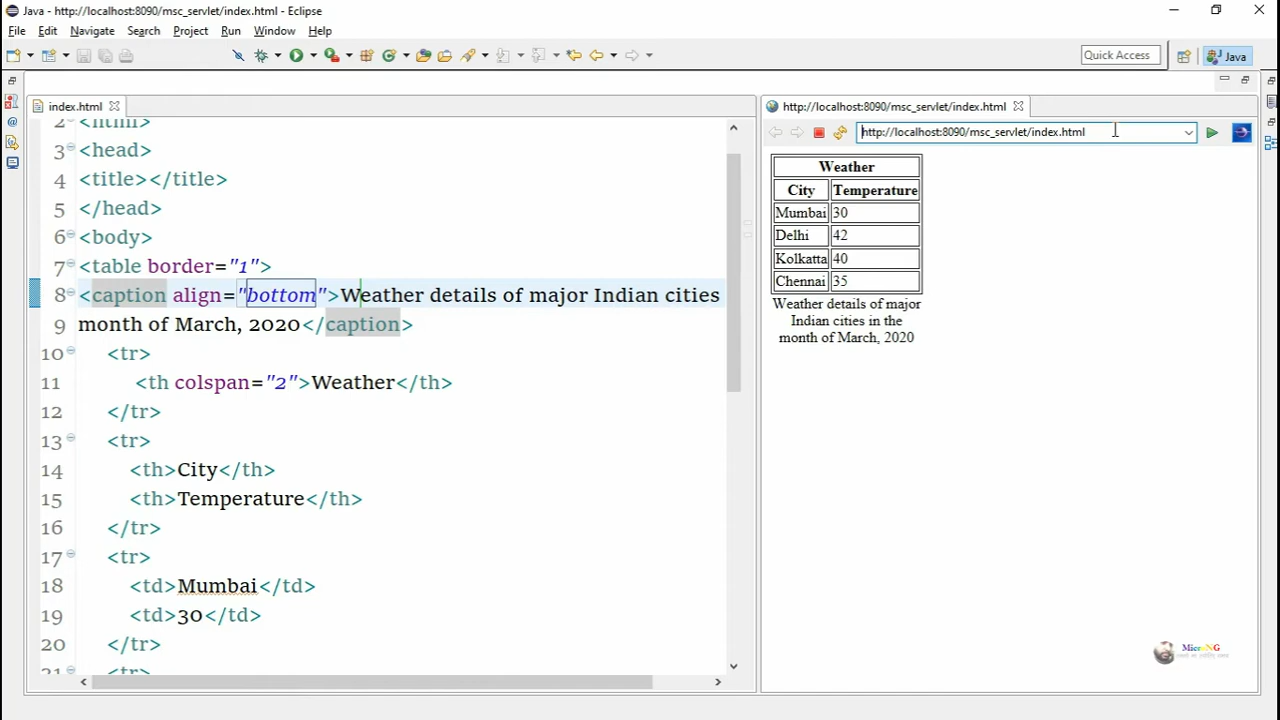 Java - http://localhost:8090/msc_servlet/index.html - Eclipse
File Edit Navigate Search Project Run Window Help
Quick Access Java
index.html
2 <html>
3 <head>
4 <title></title>
5 </head>
6 <body>
7 <table border="1">
8 <caption align="bottom">Weather details of major Indian cities
9 month of March, 2020</caption>
10 <tr>
11 <th colspan="2">Weather</th>
12 </tr>
13 <tr>
14 <th>City</th>
15 <th>Temperature</th>
16 </tr>
17 <tr>
18 <td>Mumbai</td>
19 <td>30</td>
20 </tr>
21 <tr>
http://localhost:8090/msc_servlet/index.html
http://localhost:8090/msc_servlet/index.html
Weather
City Temperature
Mumbai 30
Delhi 42
Kolkatta 40
Chennai 35
Weather details of major
Indian cities in the
month of March, 2020
MicroNG